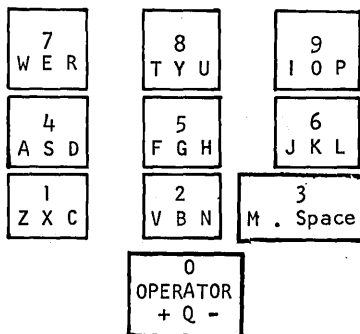 7 8 9
W E R T Y U I O P
4 5 6
A S D F G H J K L
1 2 3
Z X C V B N M . Space
0
OPERATOR
+ Q -